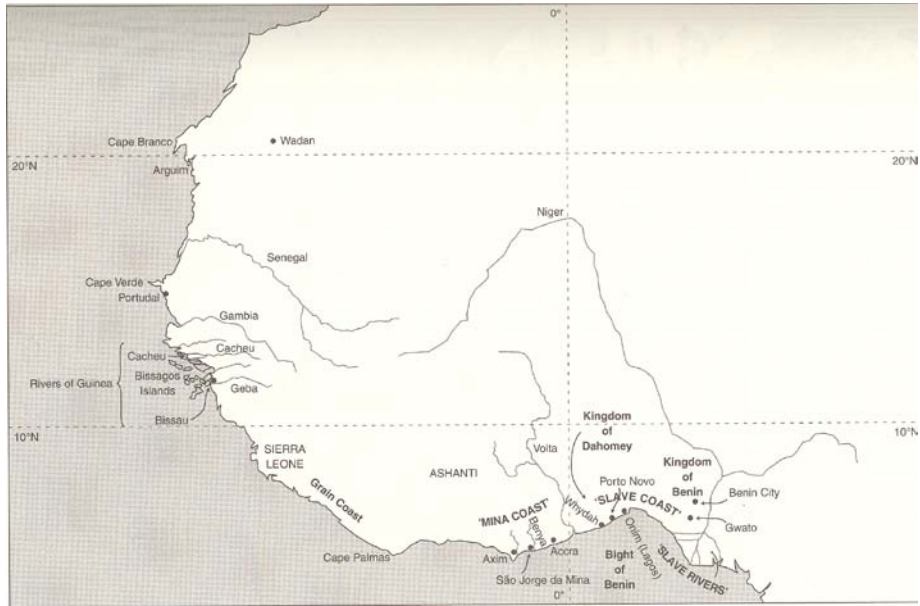 0°
Cape Branco
Wadan
20°N
20°N
Arguim
Niger
Senegal
Cape Verde
Portudal
Gambia
Cacheu
Cacheu
Rivers of Guinea
Bissagos
Islands
Geba
Bissau
10°N
10°N
Kingdom
of
Dahomey
SIERRA
LEONE
Volta
ASHANTI
Kingdom
of
Benin
Porto Novo
Benin City
Grain Coast
'SLAVE COAST'
'MINA COAST'
Whydah
Gwato
Benya
Onim (Lagos)
Cape Palmas
Axim
Accra
São Jorge da Mina
Bight
of
Benin
'SLAVE RIVERS'
0°